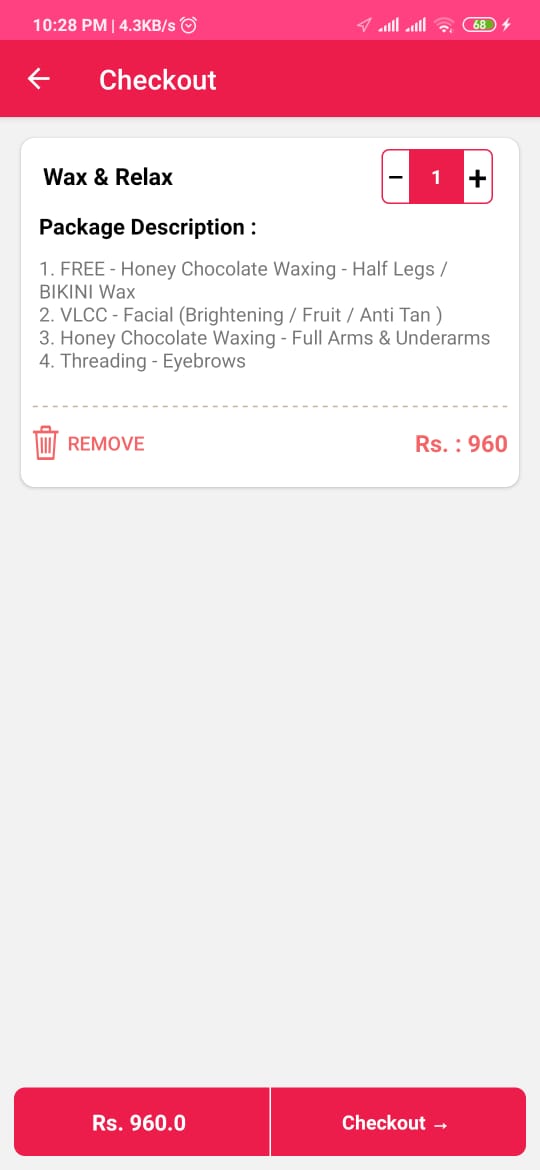 10:28 PM | 4.3KB/s
68
Checkout
Wax & Relax
− 1 +
Package Description :
1. FREE - Honey Chocolate Waxing - Half Legs /
BIKINI Wax
2. VLCC - Facial (Brightening / Fruit / Anti Tan )
3. Honey Chocolate Waxing - Full Arms & Underarms
4. Threading - Eyebrows
REMOVE
Rs. : 960
Rs. 960.0
Checkout →